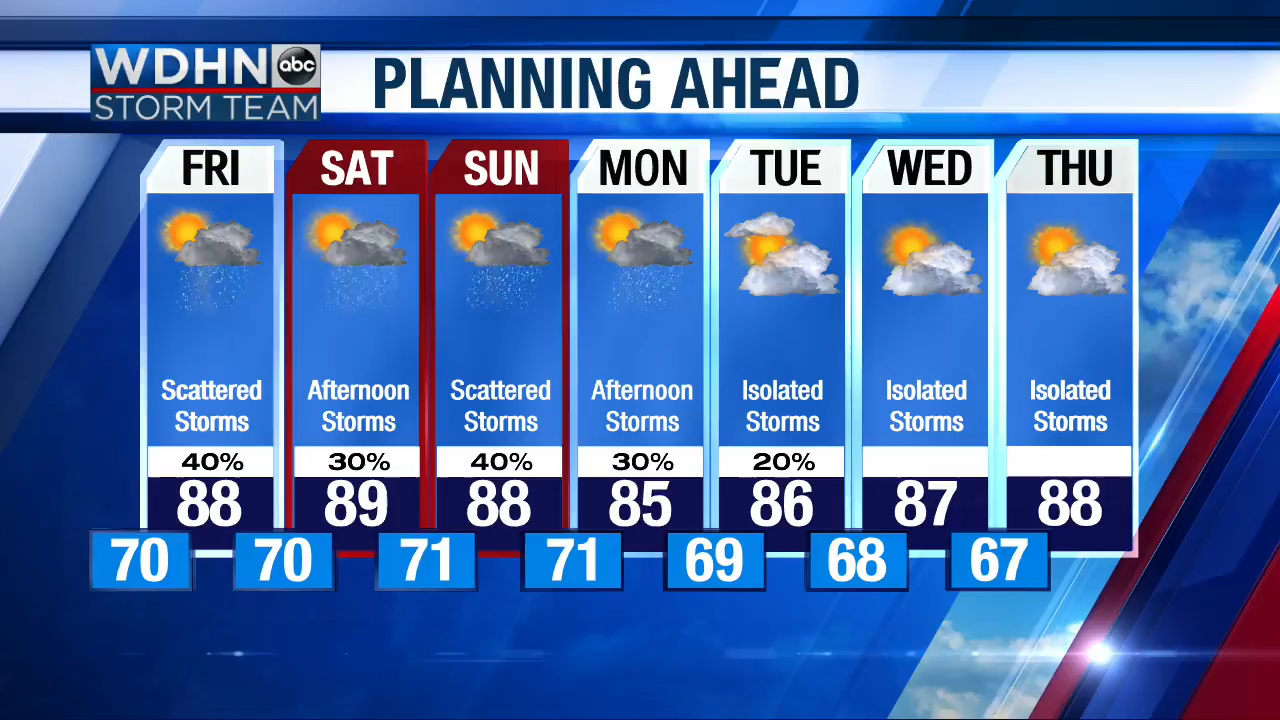 WDHN abc
STORM TEAM
PLANNING AHEAD
FRI SAT SUN MON TUE WED THU
Scattered Afternoon Scattered Afternoon Isolated Isolated Isolated
Storms Storms Storms Storms Storms Storms Storms
40% 30% 40% 30% 20%
88 89 88 85 86 87 88
70 70 71 71 69 68 67